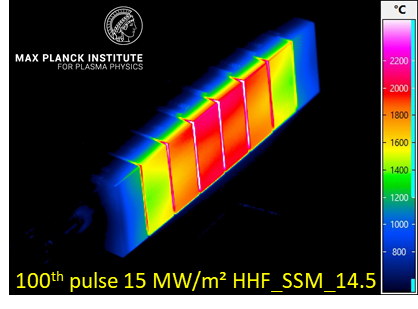 °C
MAX PLANCK INSTITUTE
FOR PLASMA PHYSICS
2200
2000
1800
1600
1400
1200
1000
800
100th pulse 15 MW/m² HHF_SSM_14.5